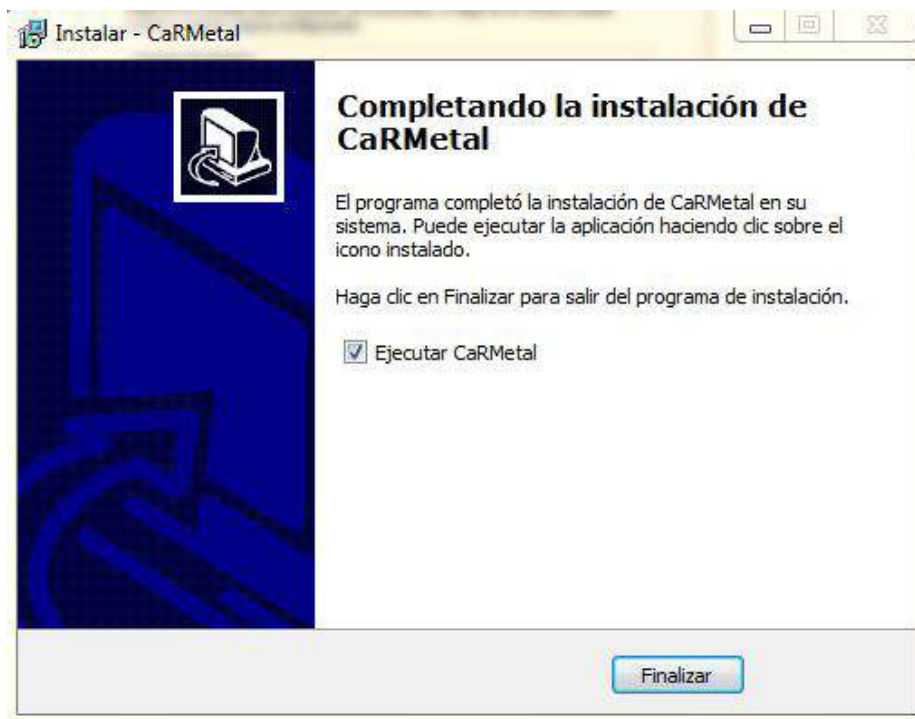 Instalar - CaRMetal
Completando la instalación de
CaRMetal
El programa completó la instalación de CaRMetal en su
sistema. Puede ejecutar la aplicación haciendo clic sobre el
icono instalado.
Haga clic en Finalizar para salir del programa de instalación.
Ejecutar CaRMetal
Finalizar